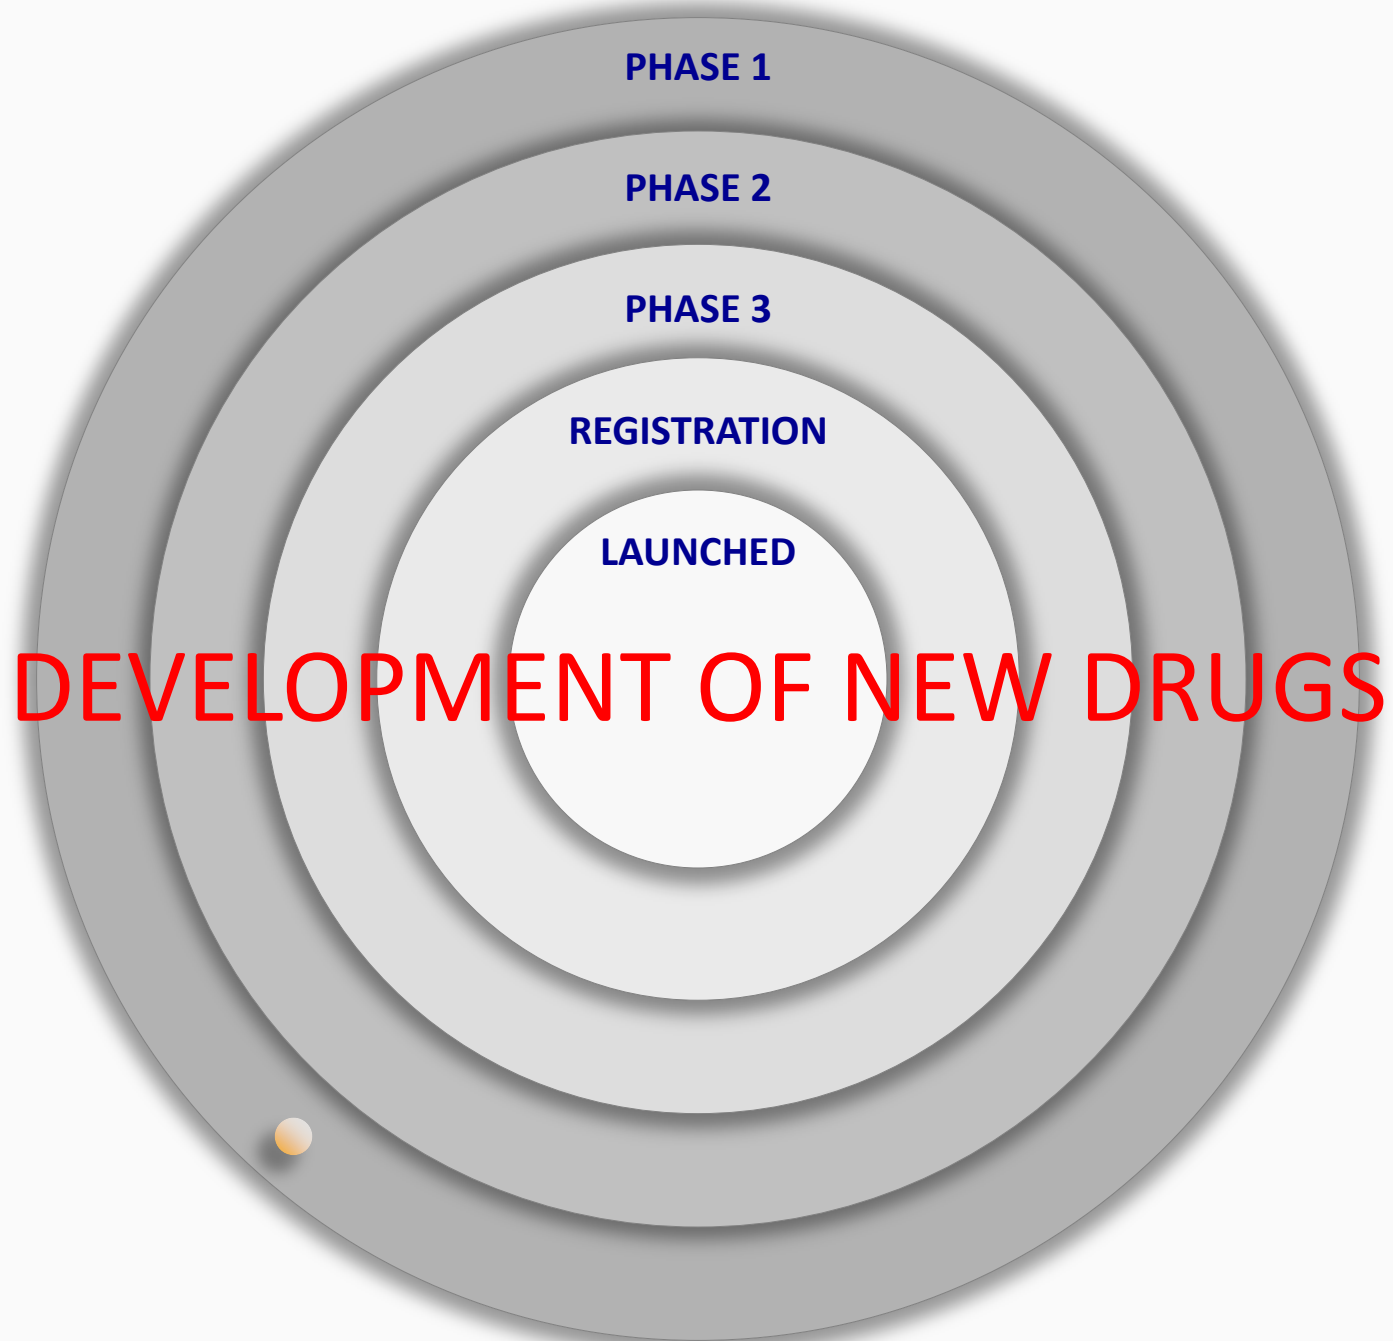 PHASE 1
PHASE 2
PHASE 3
REGISTRATION
LAUNCHED
DEVELOPMENT OF NEW DRUGS